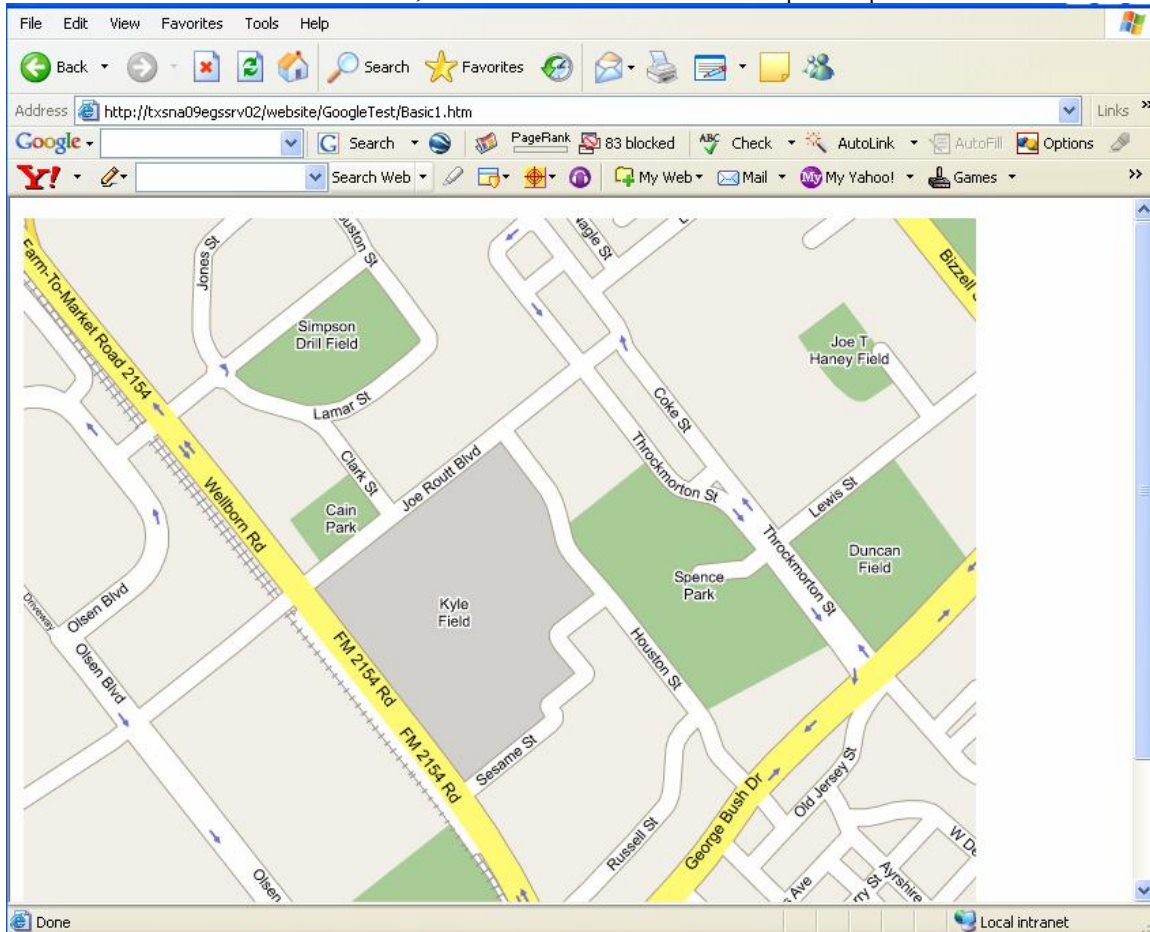 File Edit View Favorites Tools Help
Back Search Favorites
Address http://txsna09egssrv02/website/GoogleTest/Basic1.htm Links »
Google Search PageRank 83 blocked ABC Check AutoLink AutoFill Options
Y! Search Web My Web Mail My Yahoo! Games »
Jones St
Nagle St
Bizzell
Farm-To-Market Road 2154
Simpson
Drill Field
Joe T
Haney Field
Lamar St
Coke St
Clark St
Joe Routt Blvd
Throckmorton St
Wellborn Rd
Cain
Park
Lewis St
Throckmorton St
Duncan
Field
Spence
Park
Kyle
Field
Driveway
Olsen Blvd
Olsen Blvd
FM 2154 Rd
Houston St
FM 2154 Rd
Sesame St
George Bush Dr
Old Jersey St
Russell St
Olsen
Ayrshire
Ave
St
Done Local intranet